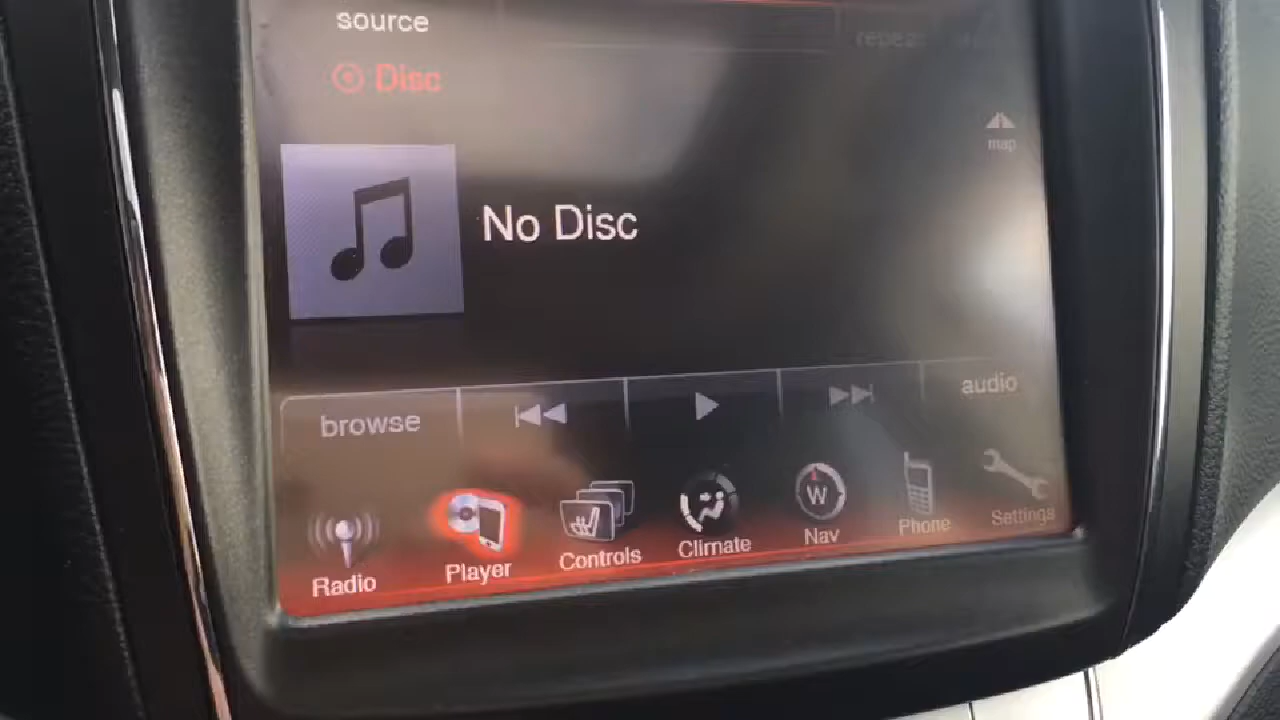 source
repeat
Disc
map
No Disc
browse
audio
Radio
Player
Controls
Climate
W
Nav
Phone
Settings